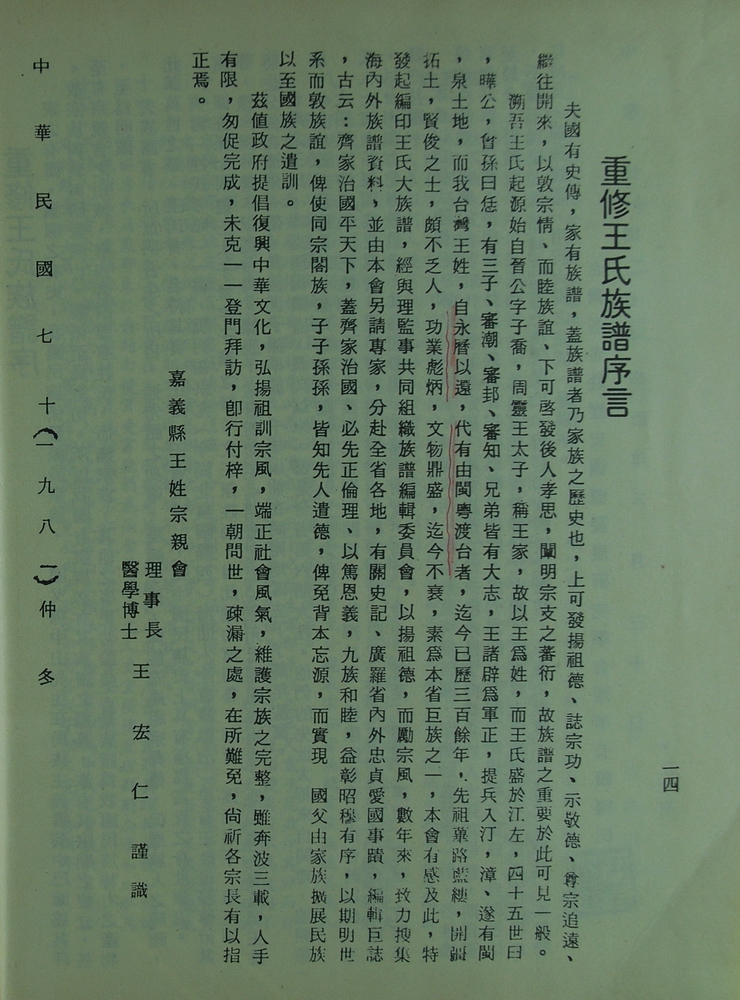 重修王氏族譜序言
夫國有史傳，家有族譜，蓋族譜者乃家族之歷史也，上可發揚祖德、誌宗功、示敬德、尊宗追遠、
繼往開來，以敦宗情、而睦族誼、下可啓發後人孝思，闡明宗支之蕃衍，故族譜之重要於此可見一般。
溯吾王氏起源始自晉公字子喬，周靈王太子，稱王家，故以王爲姓，而王氏盛於江左，四十五世曰
，曄公，曾孫曰恁，有三子、審潮、審邽、審知、兄弟皆有大志，王諸辟爲軍正，提兵入汀，漳、遂有閩
，泉土地，而我台灣王姓，自永曆以還，代有由閩粵渡台者，迄今已歷三百餘年，先祖蓽路藍縷，開疆
拓土，賢俊之士，頗不乏人，功業彪炳，文物鼎盛，迄今不衰，素爲本省巨族之一，本會有感及此，特
發起編印王氏大族譜，經與理監事共同組織族譜編輯委員會，以揚祖德，而勵宗風，數年來，致力搜集
海內外族譜資料，並由本會另請專家，分赴全省各地，有關史記、廣羅省內外忠貞愛國事蹟，編輯巨誌
，古云：齊家治國平天下，蓋齊家治國、必先正倫理、以篤恩義，九族和睦，益彰昭穆有序，以期明世
系而敦族誼，俾使同宗閤族，子子孫孫，皆知先人遺德，俾免背本忘源，而實現　國父由家族擴展民族
以至國族之遺訓。
茲值政府提倡復興中華文化，弘揚祖訓宗風，端正社會風氣，維護宗族之完整，雖奔波三載，人手
有限，匆促完成，未克一一登門拜訪，卽行付梓，一朝問世，疎漏之處，在所難免，尙祈各宗長有以指
正焉。
嘉義縣王姓宗親會
理事長
醫學博士
王宏仁謹識
中華民國七十（一九八一）仲冬
一四